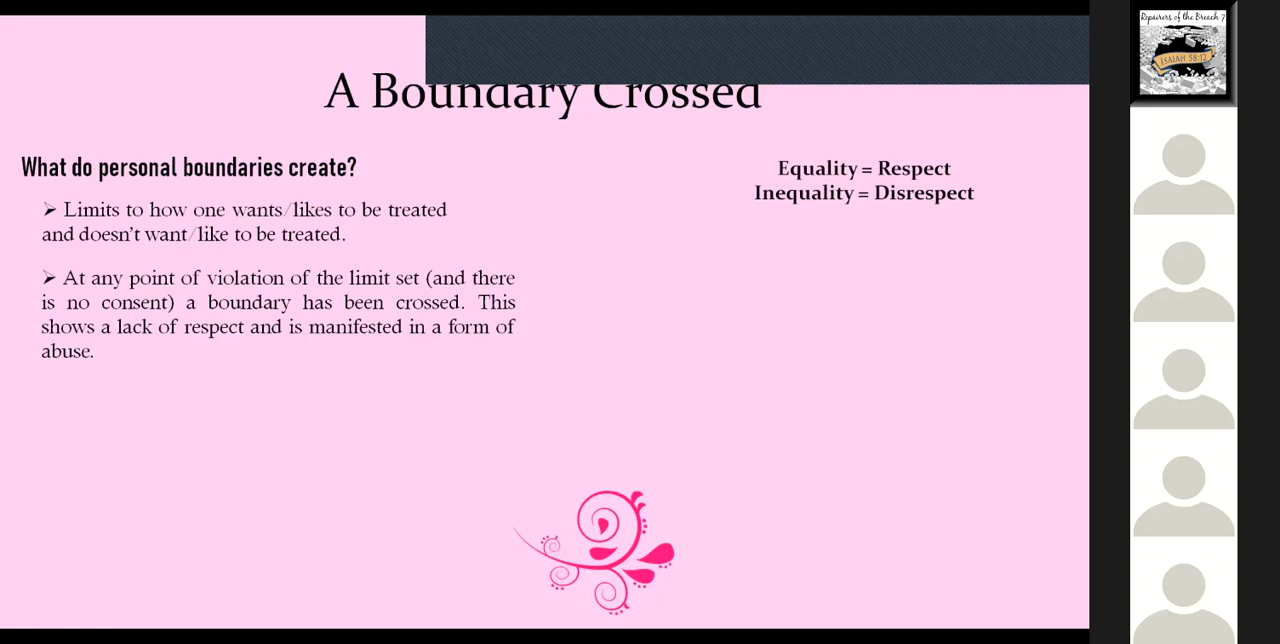 A Boundary Crossed
What do personal boundaries create?
➢ Limits to how one wants/likes to be treated
and doesn't want/like to be treated.
➢ At any point of violation of the limit set (and there
is no consent) a boundary has been crossed. This
shows a lack of respect and is manifested in a form of
abuse.
Equality = Respect
Inequality = Disrespect
Repairers of the Breach 7
ISAIAH 58:12